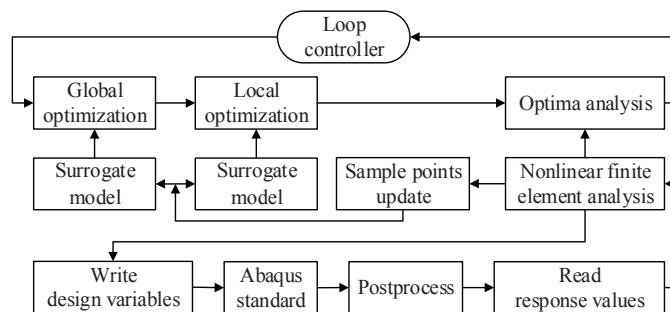 Loop
controller
Global
optimization
Local
optimization
Optima analysis
Surrogate
model
Surrogate
model
Sample points
update
Nonlinear finite
element analysis
Write
design variables
Abaqus
standard
Postprocess
Read
response values